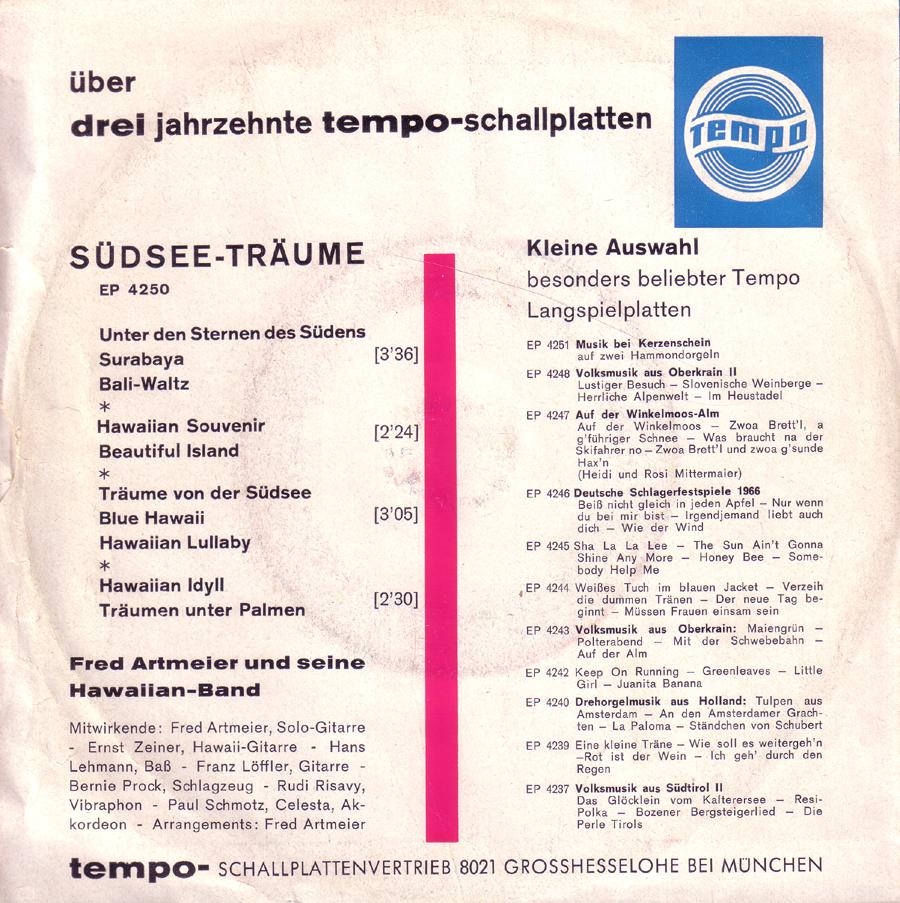 über
drei jahrzehnte tempo-schallplatten
TEMPO
SÜDSEE-TRÄUME
EP 4250
Unter den Sternen des Südens
Surabaya [3'36]
Bali-Waltz
*
Hawaiian Souvenir [2'24]
Beautiful Island
*
Träume von der Südsee
Blue Hawaii [3'05]
Hawaiian Lullaby
*
Hawaiian Idyll [2'30]
Träumen unter Palmen
Fred Artmeier und seine
Hawaiian-Band
Mitwirkende: Fred Artmeier, Solo-Gitarre
- Ernst Zeiner, Hawaii-Gitarre - Hans
Lehmann, Baß - Franz Löffler, Gitarre -
Bernie Prock, Schlagzeug - Rudi Risavy,
Vibraphon - Paul Schmotz, Celesta, Ak-
kordeon - Arrangements: Fred Artmeier
Kleine Auswahl
besonders beliebter Tempo
Langspielplatten
EP 4251 Musik bei Kerzenschein
auf zwei Hammondorgeln
EP 4248 Volksmusik aus Oberkrain II
Lustiger Besuch – Slovenische Weinberge –
Herrliche Alpenwelt – Im Heustadel
EP 4247 Auf der Winkelmoos-Alm
Auf der Winkelmoos – Zwoa Brett'l, a
g'führiger Schnee – Was braucht na der
Skifahrer no – Zwoa Brett'l und zwoa g'sunde
Hax'n
(Heidi und Rosi Mittermaier)
EP 4246 Deutsche Schlagerfestspiele 1966
Beiß nicht gleich in jeden Apfel – Nur wenn
du bei mir bist – Irgendjemand liebt auch
dich – Wie der Wind
EP 4245 Sha La La Lee – The Sun Ain't Gonna
Shine Any More – Honey Bee – Some-
body Help Me
EP 4244 Weißes Tuch im blauen Jacket – Verzeih
die dummen Tränen – Der neue Tag be-
ginnt – Müssen Frauen einsam sein
EP 4243 Volksmusik aus Oberkrain: Maiengrün –
Polterabend – Mit der Schwebebahn –
Auf der Alm
EP 4242 Keep On Running – Greenleaves – Little
Girl – Juanita Banana
EP 4240 Drehorgelmusik aus Holland: Tulpen aus
Amsterdam – An den Amsterdamer Grach-
ten – La Paloma – Ständchen von Schubert
EP 4239 Eine kleine Träne – Wie soll es weitergeh'n
–Rot ist der Wein – Ich geh' durch den
Regen
EP 4237 Volksmusik aus Südtirol II
Das Glöcklein vom Kalterersee – Resi-
Polka – Bozener Bergsteigerlied – Die
Perle Tirols
tempo- SCHALLPLATTENVERTRIEB 8021 GROSSHESSELOHE BEI MÜNCHEN